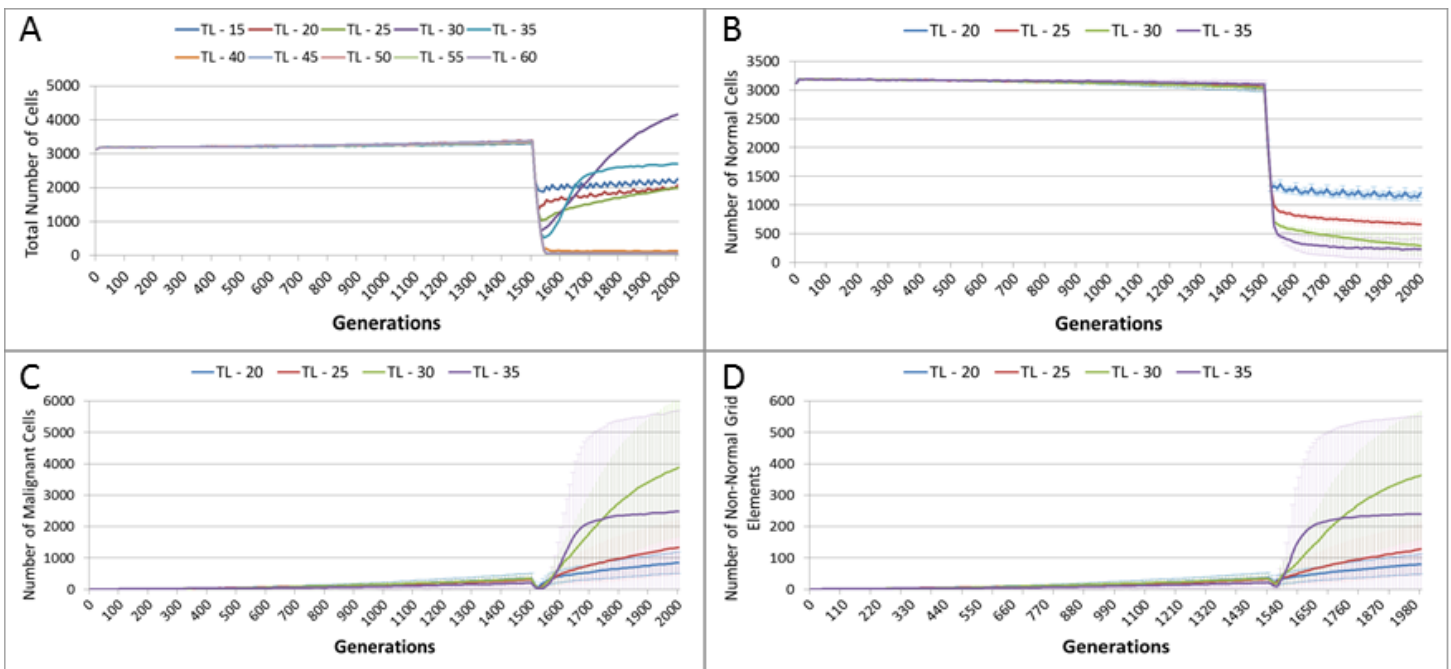 A
TL - 15 TL - 20 TL - 25 TL - 30 TL - 35
TL - 40 TL - 45 TL - 50 TL - 55 TL - 60
Total Number of Cells
5000
4000
3000
2000
1000
0
0 100 200 300 400 500 600 700 800 900 1000 1100 1200 1300 1400 1500 1600 1700 1800 1900 2000
Generations
B
TL - 20 TL - 25 TL - 30 TL - 35
Number of Normal Cells
3500
3000
2500
2000
1500
1000
500
0
0 100 200 300 400 500 600 700 800 900 1000 1100 1200 1300 1400 1500 1600 1700 1800 1900 2000
Generations
C
TL - 20 TL - 25 TL - 30 TL - 35
Number of Malignant Cells
6000
5000
4000
3000
2000
1000
0
0 100 200 300 400 500 600 700 800 900 1000 1100 1200 1300 1400 1500 1600 1700 1800 1900 2000
Generations
D
TL - 20 TL - 25 TL - 30 TL - 35
Number of Non-Normal Grid
Elements
600
500
400
300
200
100
0
0 110 220 330 440 550 660 770 880 990 1100 1210 1320 1430 1540 1650 1760 1870 1980
Generations